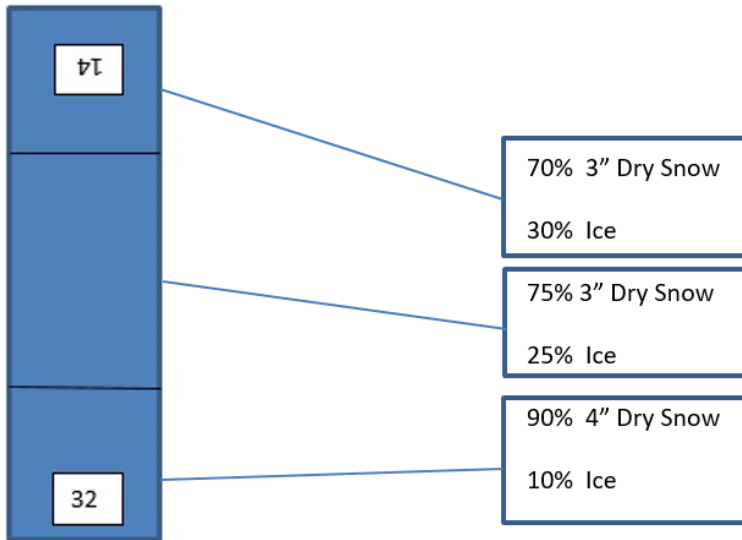 14
70%  3” Dry Snow
30%  Ice
75% 3” Dry Snow
25%  Ice
90%  4” Dry Snow
10%  Ice
32